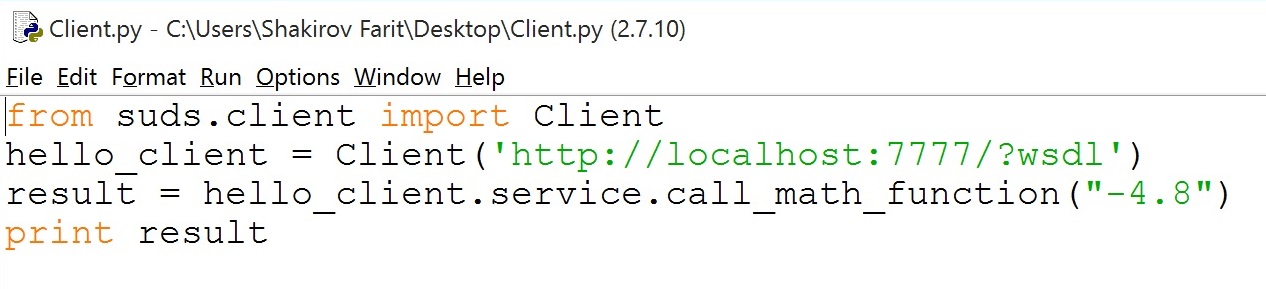 Client.py - C:\Users\Shakirov Farit\Desktop\Client.py (2.7.10)
File Edit Format Run Options Window Help
from suds.client import Client
hello_client = Client('http://localhost:7777/?wsdl')
result = hello_client.service.call_math_function("-4.8")
print result